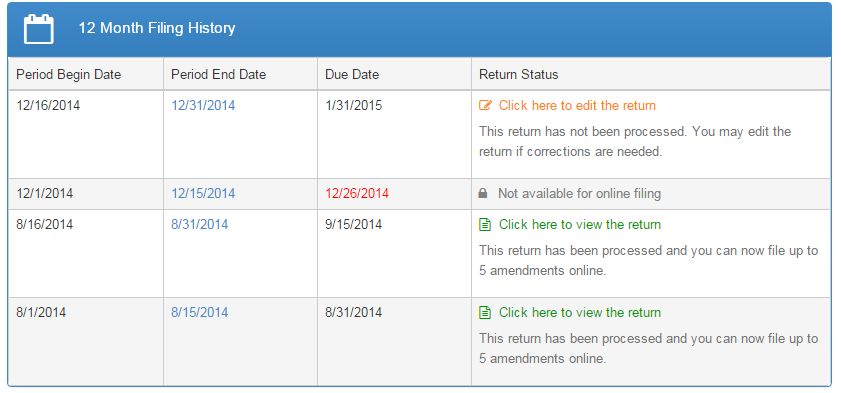 12 Month Filing History
Period Begin Date Period End Date Due Date Return Status
12/16/2014 12/31/2014 1/31/2015 Click here to edit the return
This return has not been processed. You may edit the
return if corrections are needed.
12/1/2014 12/15/2014 12/26/2014 Not available for online filing
8/16/2014 8/31/2014 9/15/2014 Click here to view the return
This return has been processed and you can now file up to
5 amendments online.
8/1/2014 8/15/2014 8/31/2014 Click here to view the return
This return has been processed and you can now file up to
5 amendments online.